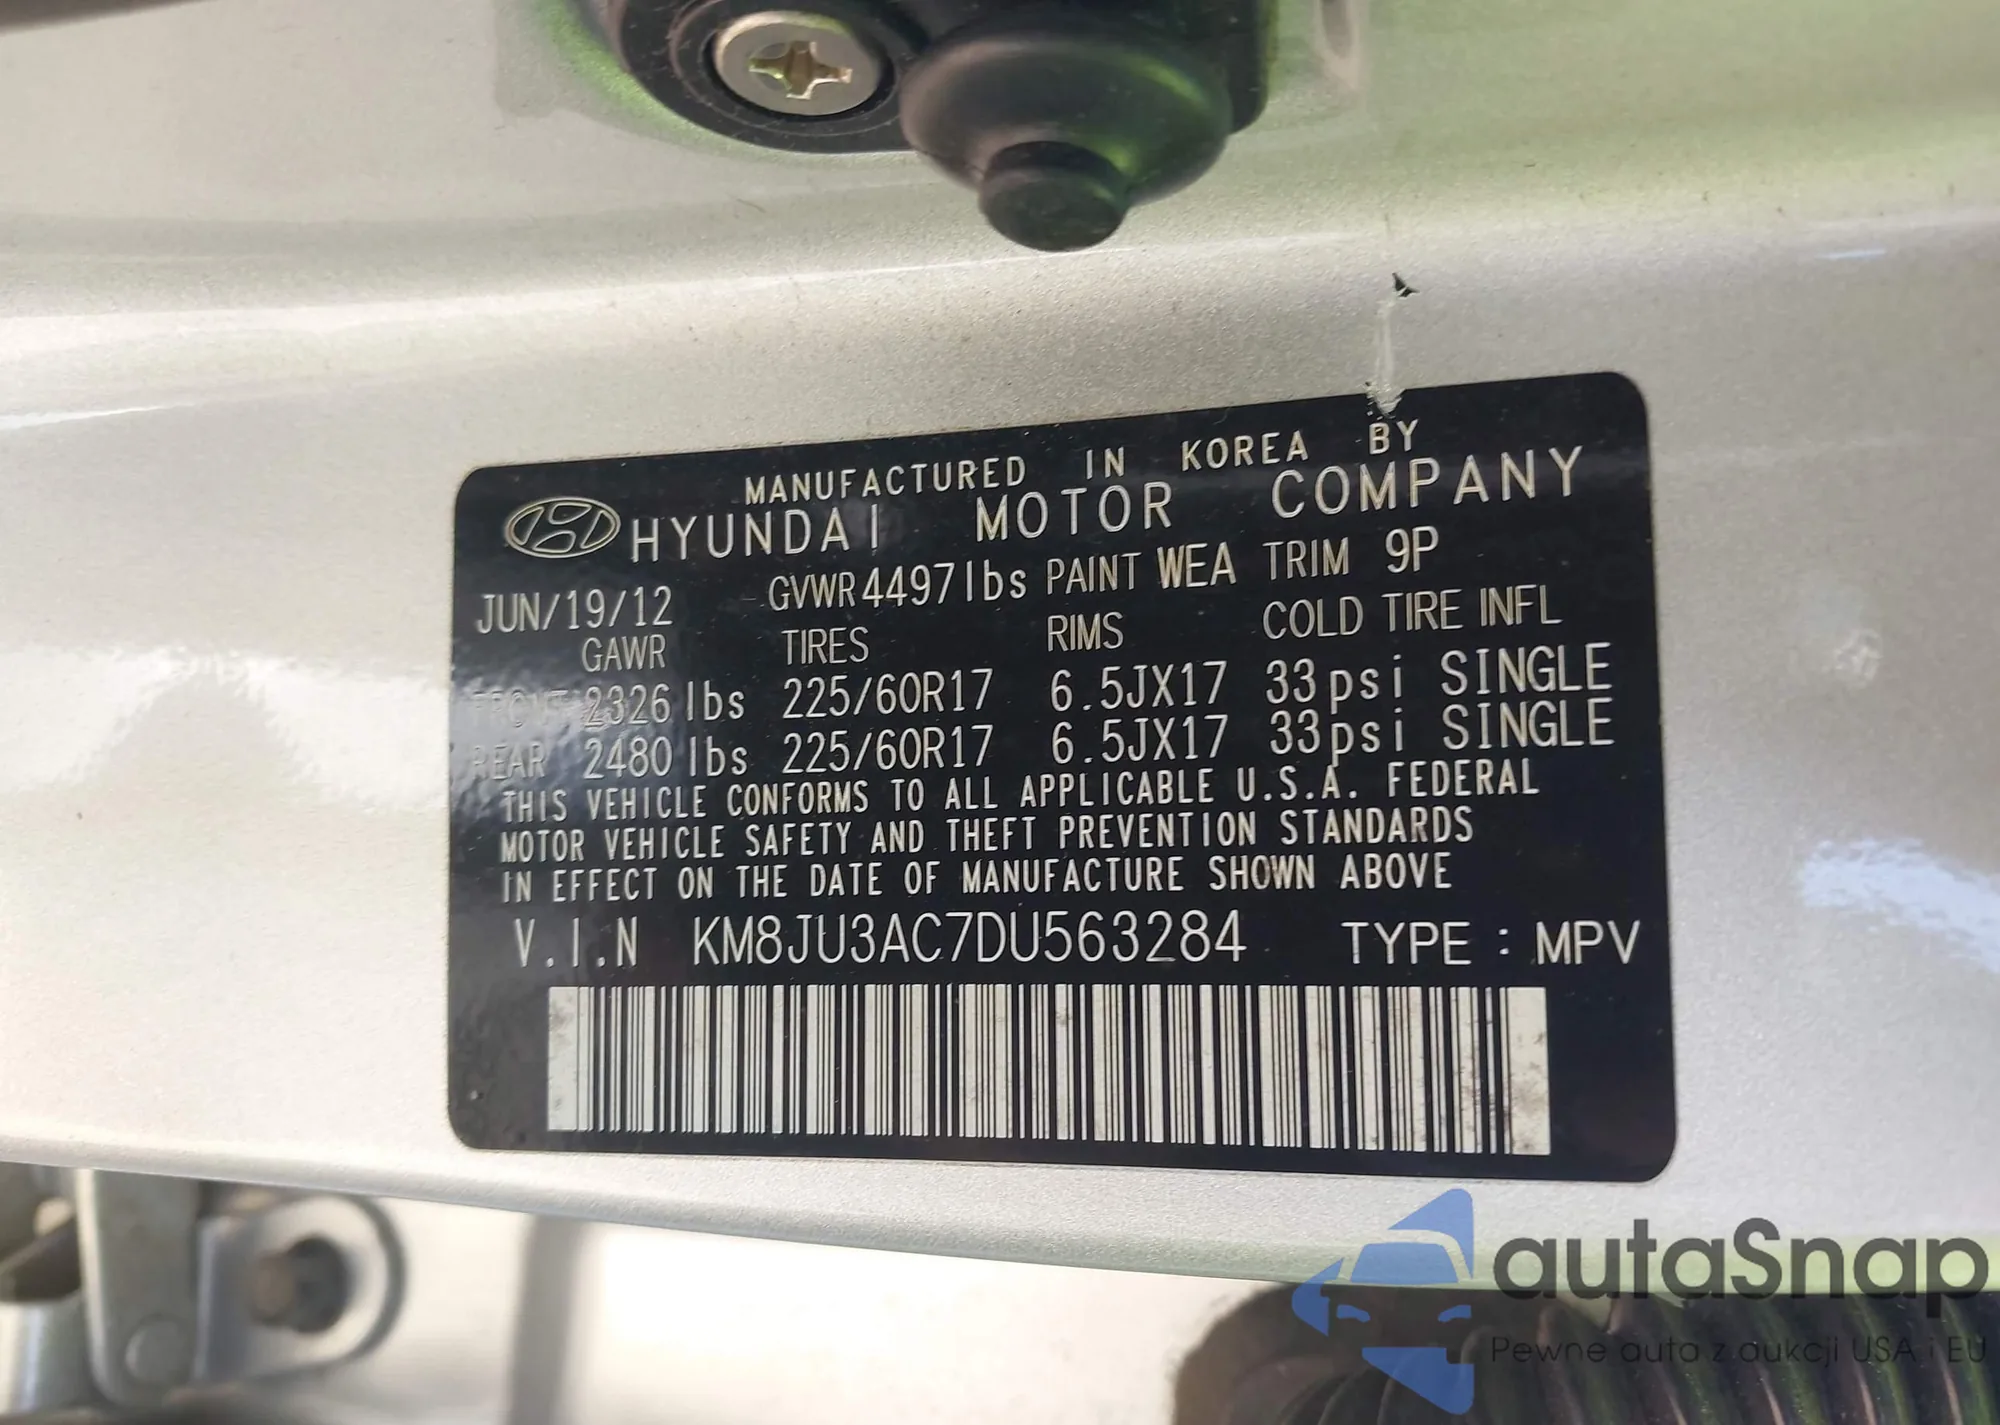 MANUFACTURED IN KOREA BY
HYUNDAI MOTOR COMPANY
JUN/19/12 GVWR 4497lbs PAINT WEA TRIM 9P
GAWR TIRES RIMS COLD TIRE INFL
FRONT 2326 lbs 225/60R17 6.5JX17 33psi SINGLE
REAR 2480 lbs 225/60R17 6.5JX17 33psi SINGLE
THIS VEHICLE CONFORMS TO ALL APPLICABLE U.S.A. FEDERAL
MOTOR VEHICLE SAFETY AND THEFT PREVENTION STANDARDS
IN EFFECT ON THE DATE OF MANUFACTURE SHOWN ABOVE
V.I.N KM8JU3AC7DU563284 TYPE : MPV
autaSnap
Pewne auta z aukcji USA i EU